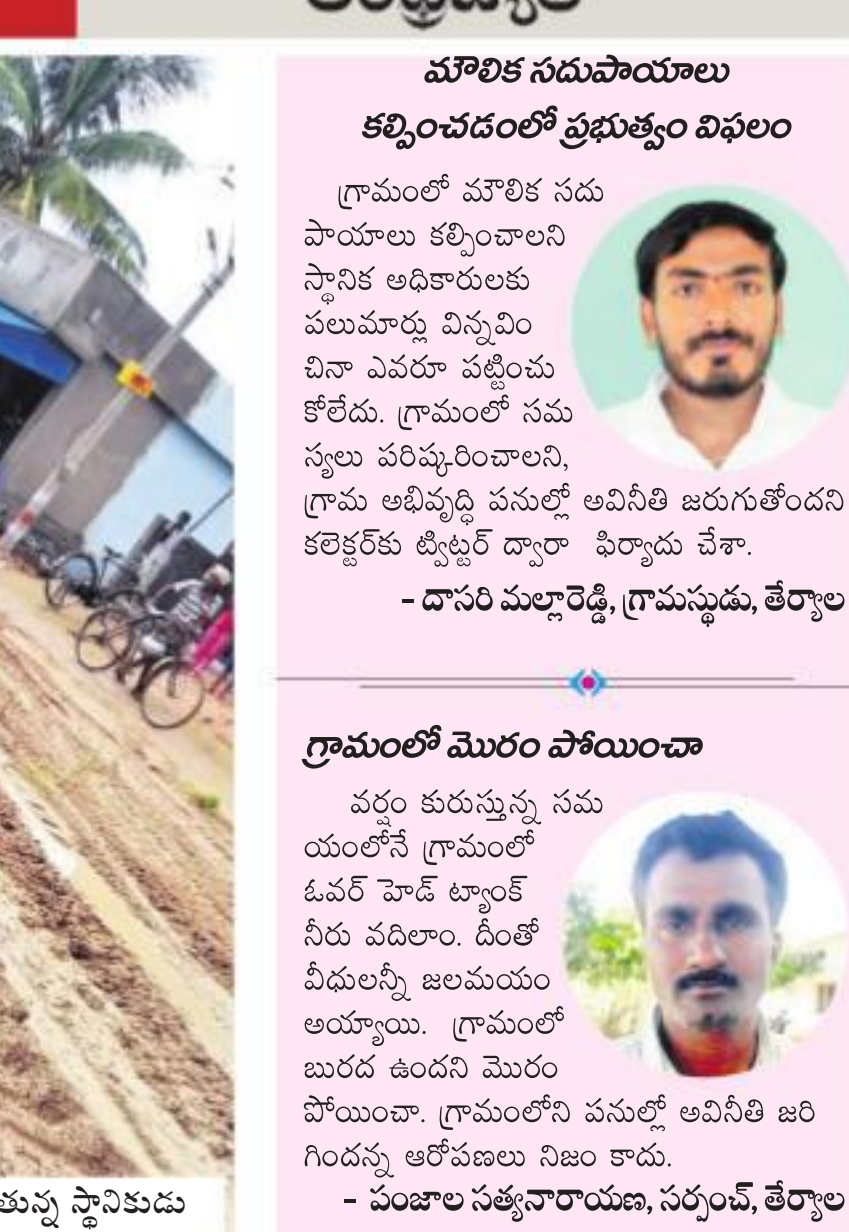 మౌలిక సదుపాయాలు
కల్పించడంలో ప్రభుత్వం విఫలం
గ్రామంలో మౌలిక సదు
పాయాలు కల్పించాలని
స్థానిక అధికారులకు
పలుమార్లు విన్నవిం
చినా ఎవరూ పట్టించు
కోలేదు. గ్రామంలో సమ
స్యలు పరిష్కరించాలని,
గ్రామ అభివృద్ధి పనుల్లో అవినీతి జరుగుతోందని
కలెక్టర్‌కు ట్విట్టర్ ద్వారా ఫిర్యాదు చేశా.
- దాసరి మల్లారెడ్డి, గ్రామస్థుడు, తేర్యాల
గ్రామంలో మొరం పోయించా
వర్షం కురుస్తున్న సమ
యంలోనే గ్రామంలో
ఓవర్ హెడ్ ట్యాంక్
నీరు వదిలాం. దీంతో
వీధులన్నీ జలమయం
అయ్యాయి. గ్రామంలో
బురద ఉందని మొరం
పోయించా. గ్రామంలోని పనుల్లో అవినీతి జరి
గిందన్న ఆరోపణలు నిజం కాదు.
- పంజాల సత్యనారాయణ, సర్పంచ్, తేర్యాల
తున్న స్థానికుడు